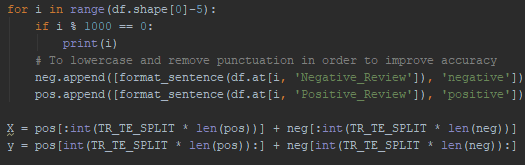 for i in range(df.shape[0]-5):
    if i % 1000 == 0:
        print(i)
    # To lowercase and remove punctuation in order to improve accuracy
    neg.append([format_sentence(df.at[i, 'Negative_Review']), 'negative'])
    pos.append([format_sentence(df.at[i, 'Positive_Review']), 'positive'])

X = pos[:int(TR_TE_SPLIT * len(pos))] + neg[:int(TR_TE_SPLIT * len(neg))]
y = pos[int(TR_TE_SPLIT * len(pos)):] + neg[int(TR_TE_SPLIT * len(neg)):]